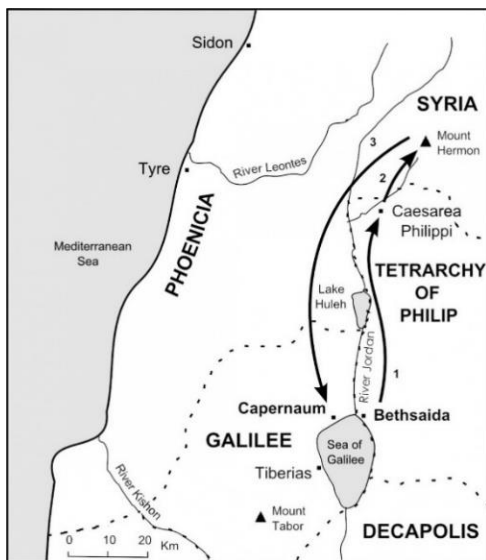 Sidon
SYRIA
3
Mount
Hermon
Tyre
River Leontes
2
Caesarea
Philippi
Mediterranean
Sea
PHOENICIA
TETRARCHY
OF
PHILIP
Lake
Huleh
River Jordan
1
Capernaum
Bethsaida
GALILEE
Sea of
Galilee
Tiberias
River Kishon
Mount
Tabor
DECAPOLIS
0 10 20
Km